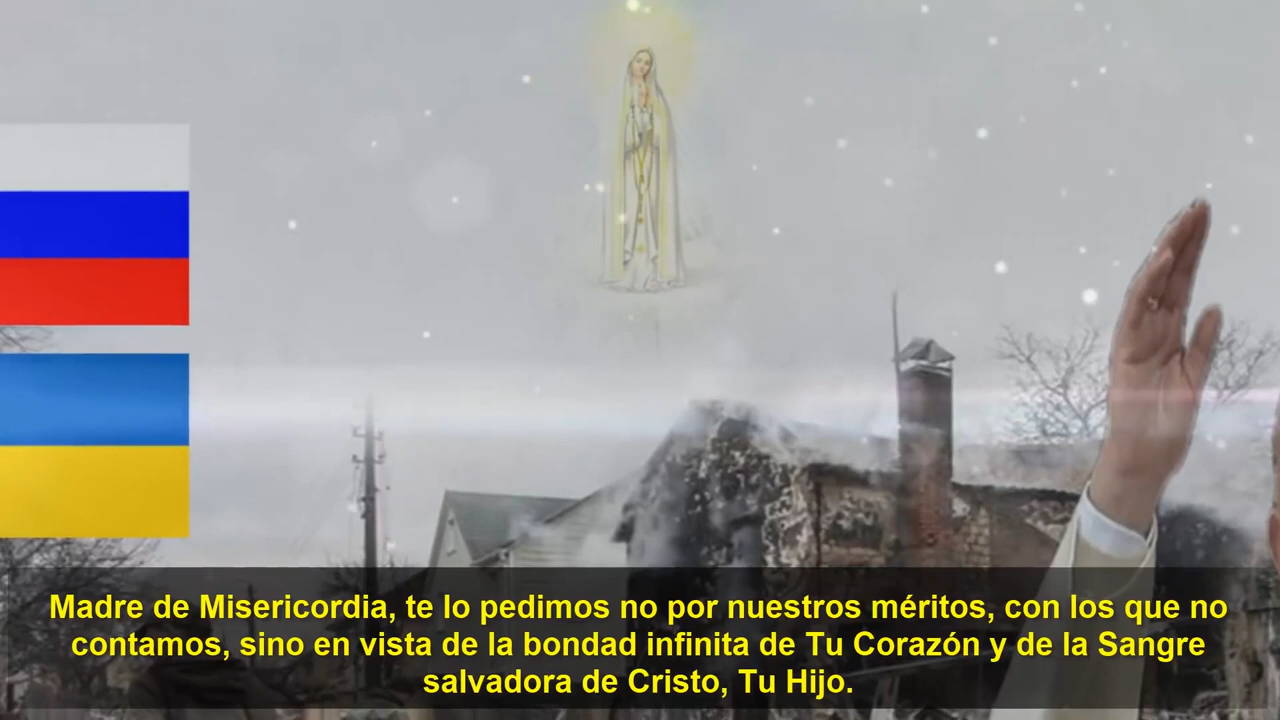 Madre de Misericordia, te lo pedimos no por nuestros méritos, con los que no
contamos, sino en vista de la bondad infinita de Tu Corazón y de la Sangre
salvadora de Cristo, Tu Hijo.